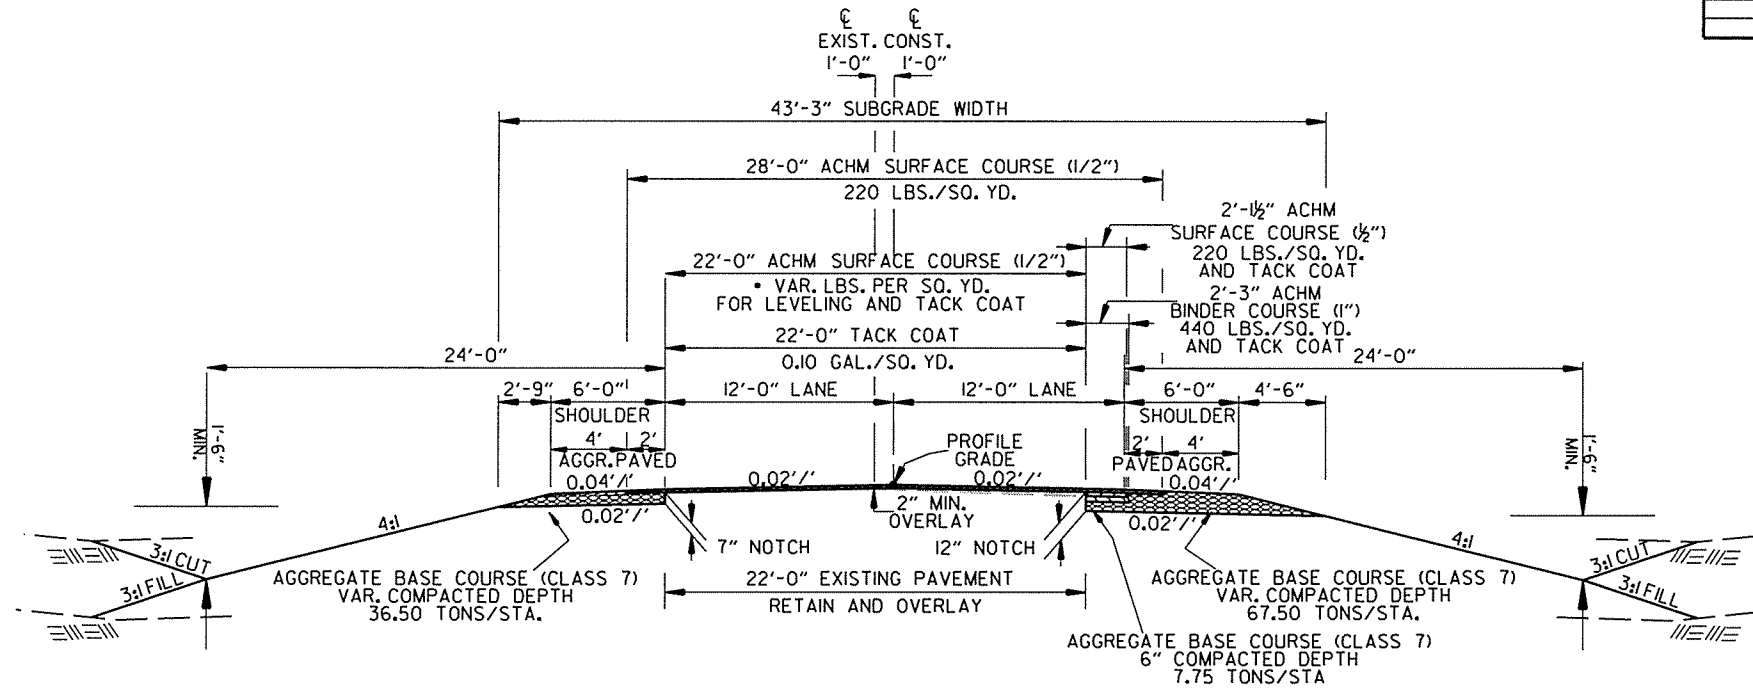 ℄ ℄
EXIST. CONST.
1'-0" 1'-0"
43'-3" SUBGRADE WIDTH
28'-0" ACHM SURFACE COURSE (1/2")
220 LBS./SQ. YD.
2'-1½" ACHM
SURFACE COURSE (½")
220 LBS./SQ. YD.
AND TACK COAT
22'-0" ACHM SURFACE COURSE (1/2")
* VAR. LBS. PER SQ. YD.
FOR LEVELING AND TACK COAT
2'-3" ACHM
BINDER COURSE (1")
440 LBS./SQ. YD.
AND TACK COAT
22'-0" TACK COAT
0.10 GAL./SQ. YD.
24'-0"
24'-0"
2'-9" 6'-0" 12'-0" LANE 12'-0" LANE 6'-0" 4'-6"
SHOULDER SHOULDER
4' 2' 2' 4'
AGGR. PAVED PAVED AGGR.
PROFILE
GRADE
1'-6"
MIN.
1'-6"
MIN.
0.04'/' 0.02'/' 0.02'/' 0.04'/'
0.02'/' 0.02'/'
2" MIN.
OVERLAY
4:1 4:1
7" NOTCH 12" NOTCH
3:1 CUT 3:1 CUT
3:1 FILL 3:1 FILL
AGGREGATE BASE COURSE (CLASS 7)
VAR. COMPACTED DEPTH
36.50 TONS/STA.
22'-0" EXISTING PAVEMENT
RETAIN AND OVERLAY
AGGREGATE BASE COURSE (CLASS 7)
VAR. COMPACTED DEPTH
67.50 TONS/STA.
AGGREGATE BASE COURSE (CLASS 7)
6" COMPACTED DEPTH
7.75 TONS/STA